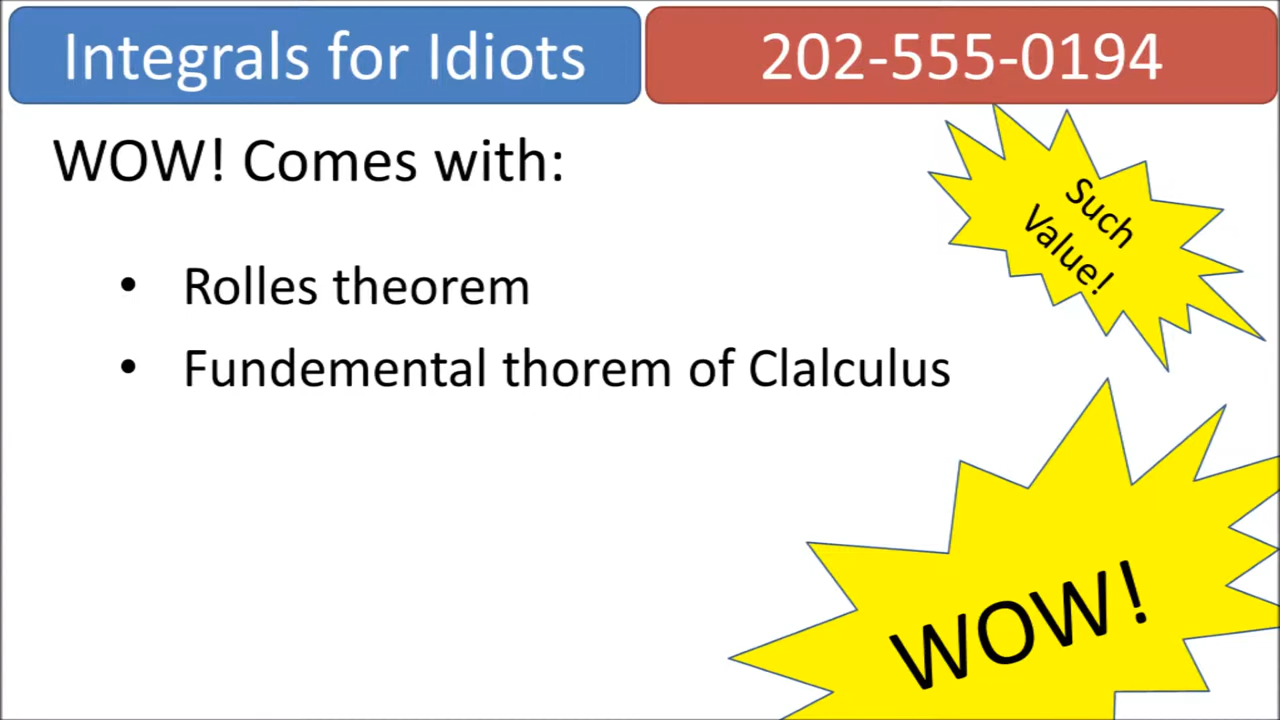 Integrals for Idiots
202-555-0194
WOW! Comes with:
Such
Value!
• Rolles theorem
• Fundemental thorem of Clalculus
WOW!